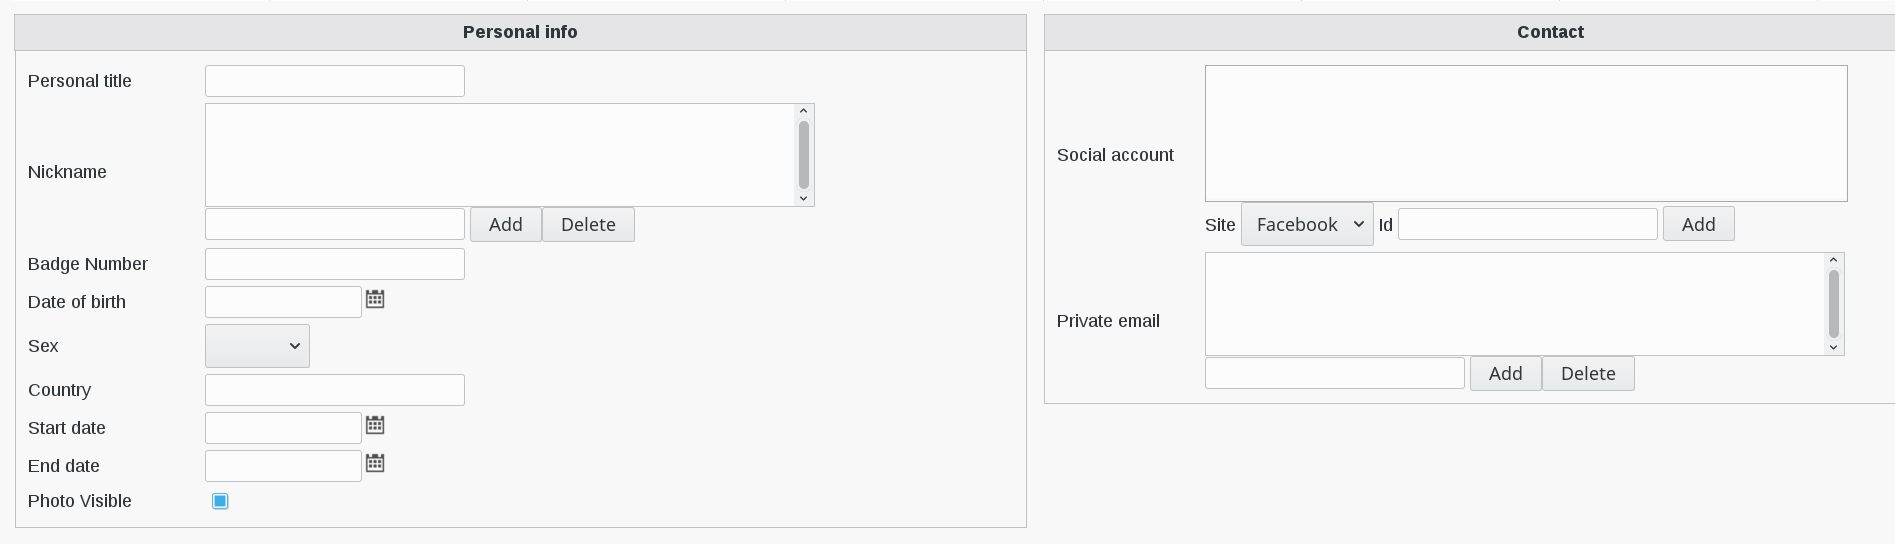 Personal info
Personal title
Nickname
Add Delete
Badge Number
Date of birth
Sex
Country
Start date
End date
Photo Visible
Contact
Social account
Site Facebook Id Add
Private email
Add Delete